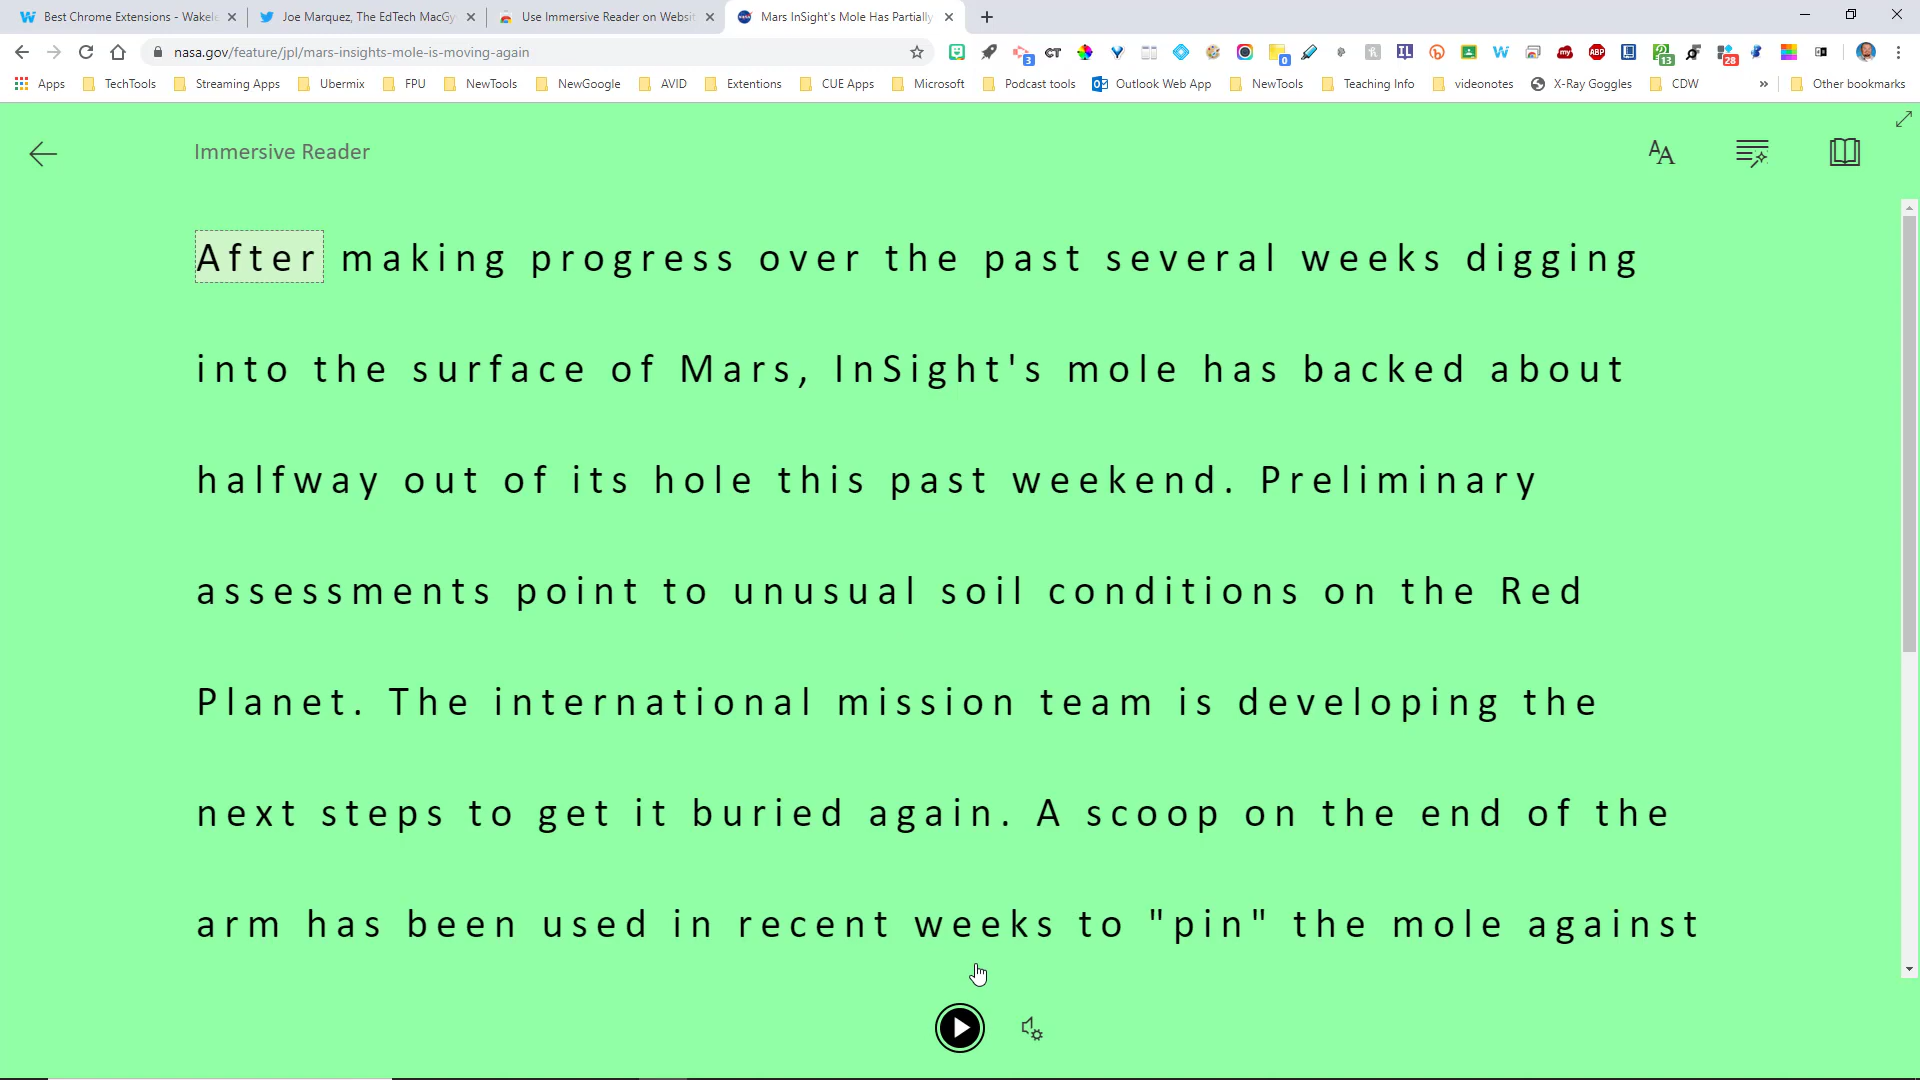 Best Chrome Extensions - Wakele
Joe Marquez, The EdTech MacGy
Use Immersive Reader on Websit
Mars InSight's Mole Has Partially
nasa.gov/feature/jpl/mars-insights-mole-is-moving-again
Apps TechTools Streaming Apps Ubermix FPU NewTools NewGoogle AVID Extentions CUE Apps Microsoft Podcast tools Outlook Web App NewTools Teaching Info videonotes X-Ray Goggles CDW » Other bookmarks
Immersive Reader
After making progress over the past several weeks digging
into the surface of Mars, InSight's mole has backed about
halfway out of its hole this past weekend. Preliminary
assessments point to unusual soil conditions on the Red
Planet. The international mission team is developing the
next steps to get it buried again. A scoop on the end of the
arm has been used in recent weeks to "pin" the mole against